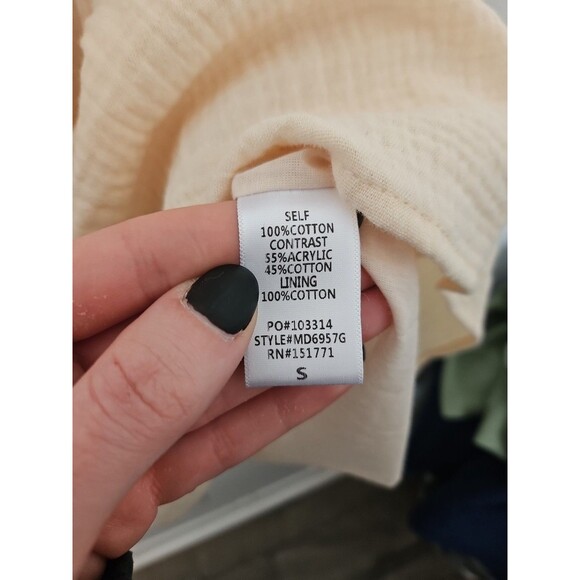 SELF
100%COTTON
CONTRAST
55%ACRYLIC
45%COTTON
LINING
100%COTTON
PO#103314
STYLE#MD6957G
RN#151771
S